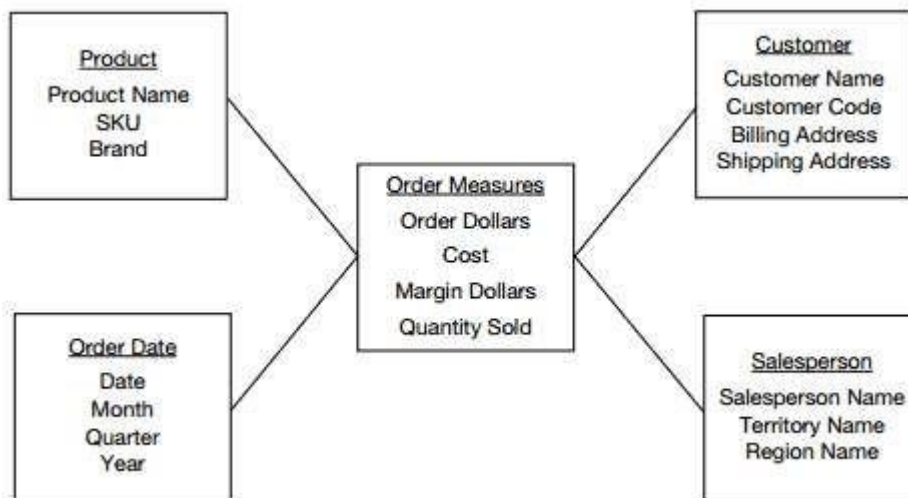 Product
Product Name
SKU
Brand
Customer
Customer Name
Customer Code
Billing Address
Shipping Address
Order Measures
Order Dollars
Cost
Margin Dollars
Quantity Sold
Order Date
Date
Month
Quarter
Year
Salesperson
Salesperson Name
Territory Name
Region Name